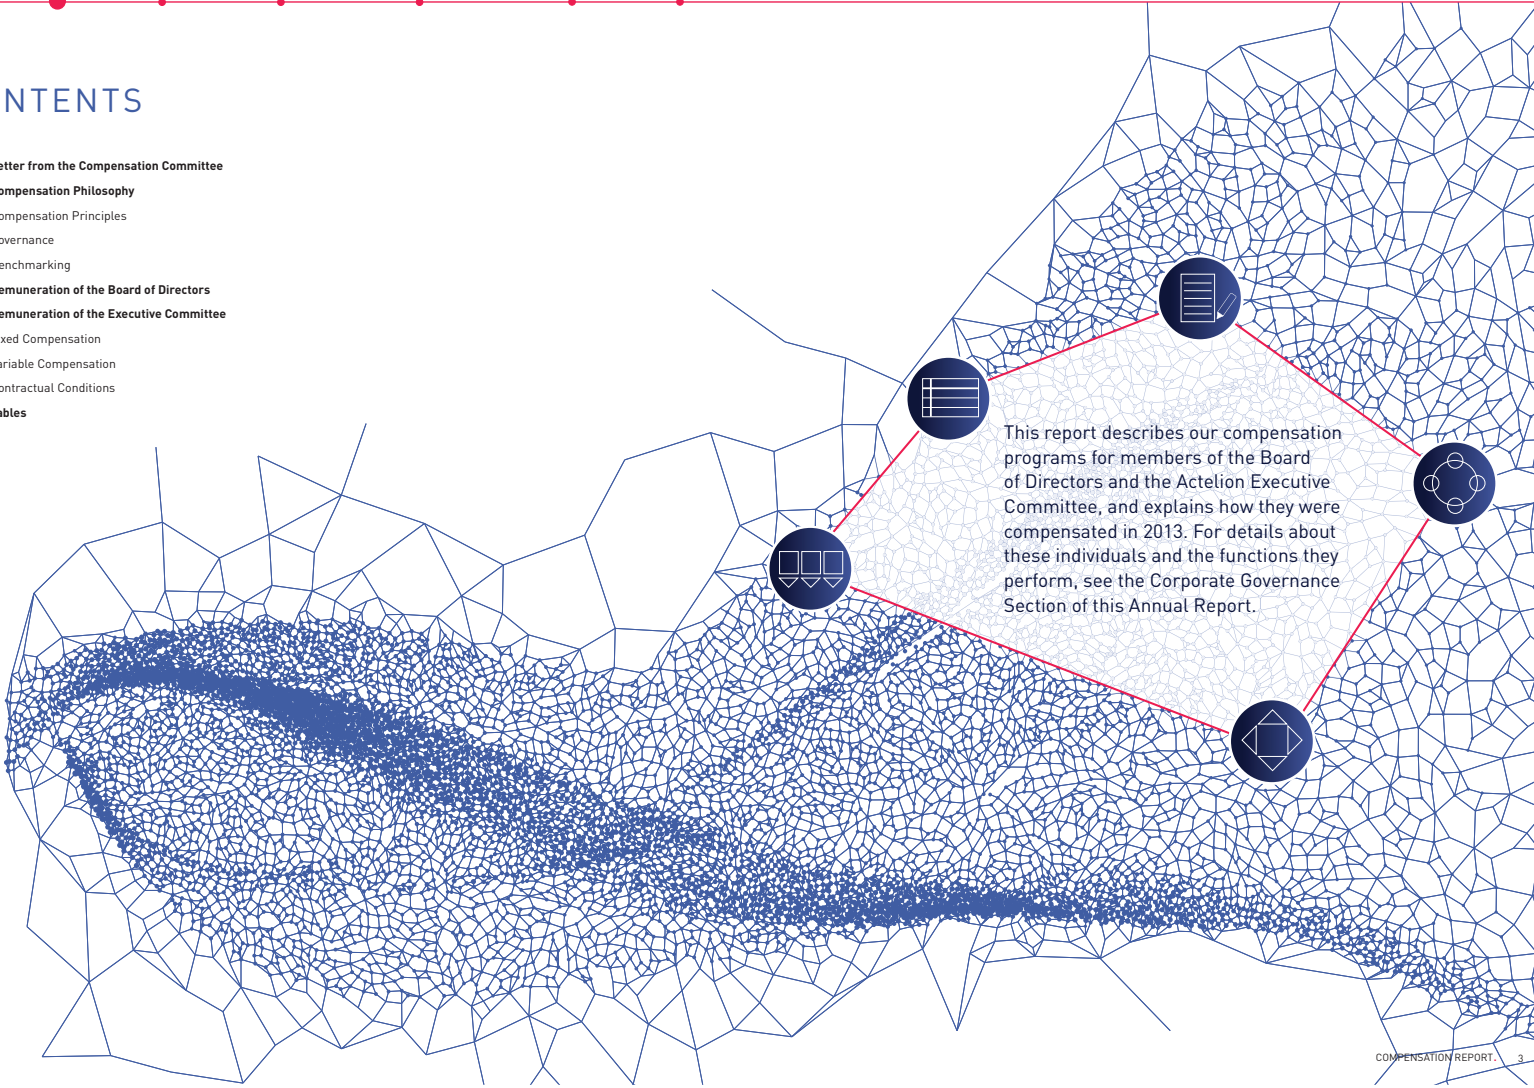 NTENTS
etter from the Compensation Committee
ompensation Philosophy
ompensation Principles
overnance
enchmarking
emuneration of the Board of Directors
emuneration of the Executive Committee
xed Compensation
ariable Compensation
ontractual Conditions
ables
This report describes our compensation
programs for members of the Board
of Directors and the Actelion Executive
Committee, and explains how they were
compensated in 2013. For details about
these individuals and the functions they
perform, see the Corporate Governance
Section of this Annual Report.
COMPENSATION REPORT. 3